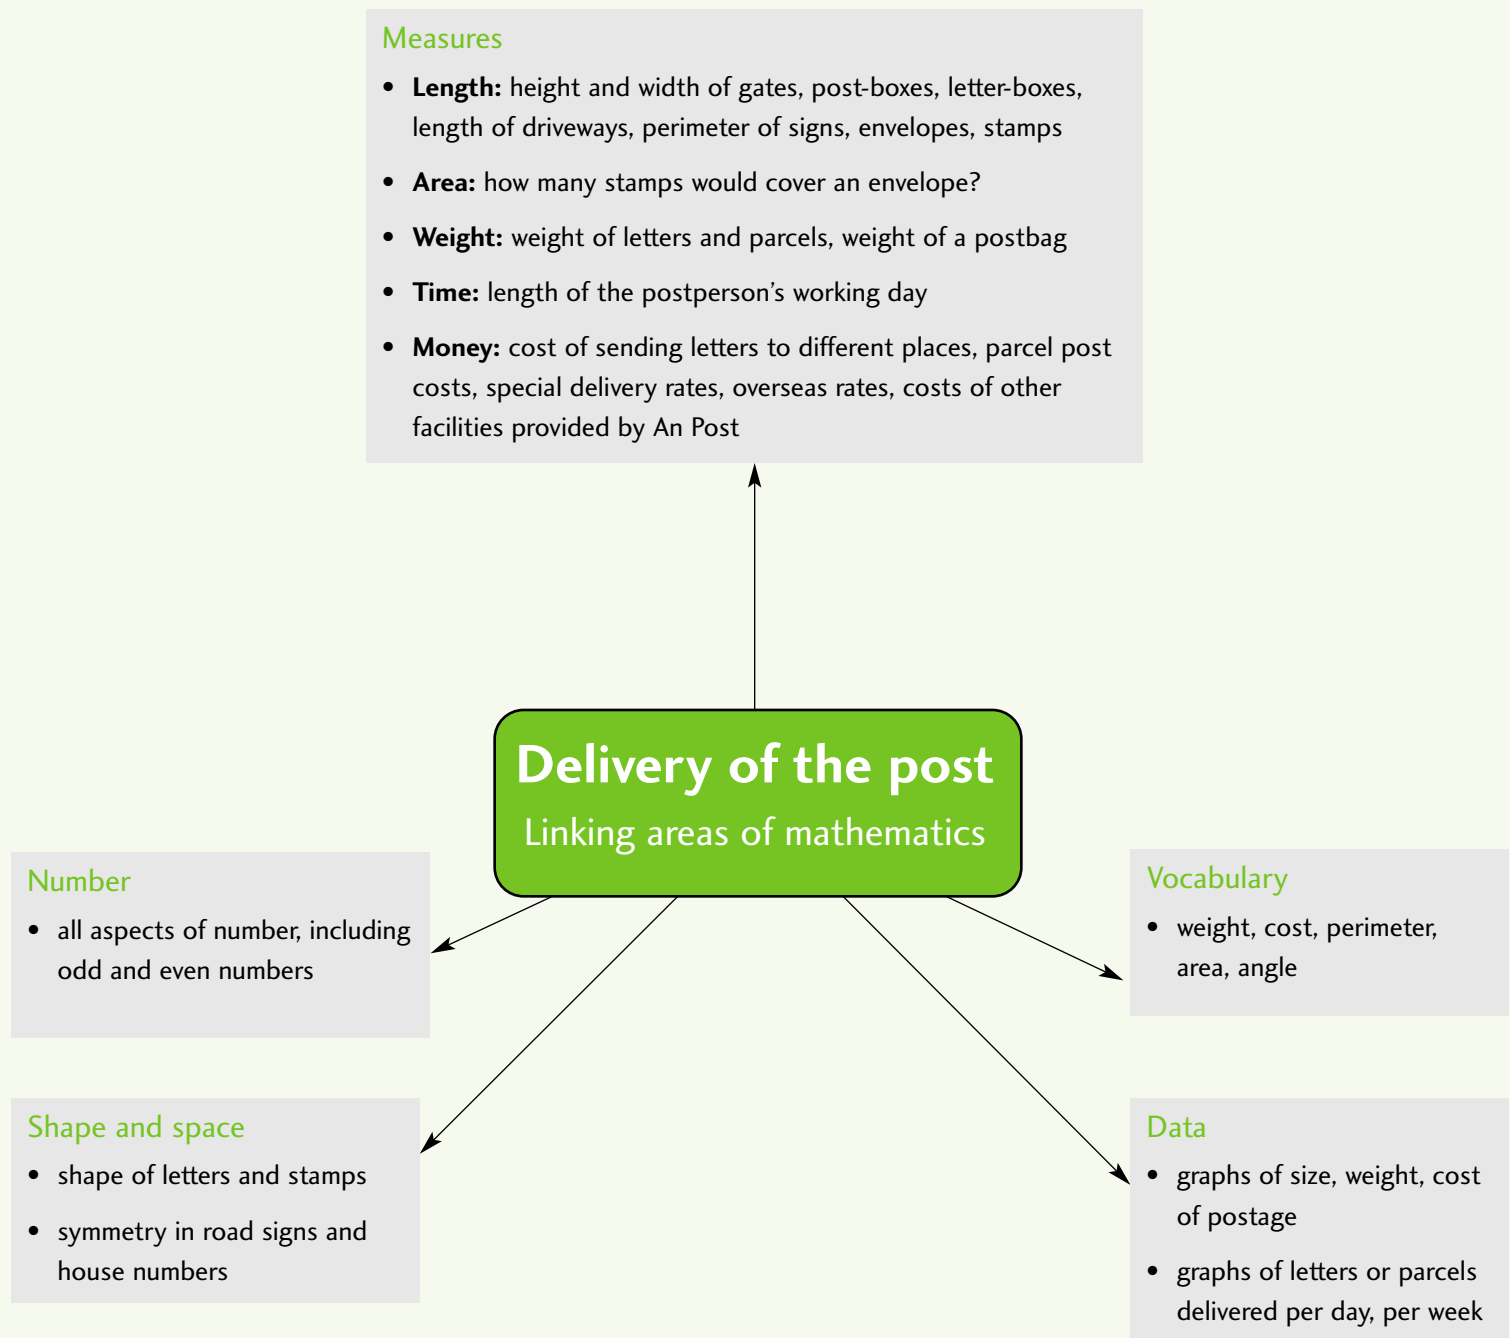 Measures
• Length: height and width of gates, post-boxes, letter-boxes,
length of driveways, perimeter of signs, envelopes, stamps
• Area: how many stamps would cover an envelope?
• Weight: weight of letters and parcels, weight of a postbag
• Time: length of the postperson’s working day
• Money: cost of sending letters to different places, parcel post
costs, special delivery rates, overseas rates, costs of other
facilities provided by An Post
Delivery of the post
Linking areas of mathematics
Number
• all aspects of number, including
odd and even numbers
Vocabulary
• weight, cost, perimeter,
area, angle
Shape and space
• shape of letters and stamps
• symmetry in road signs and
house numbers
Data
• graphs of size, weight, cost
of postage
• graphs of letters or parcels
delivered per day, per week